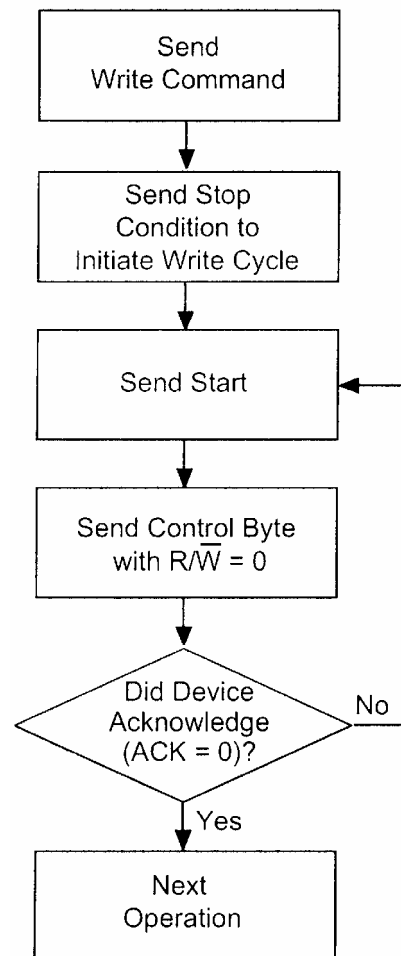 Send
Write Command
Send Stop
Condition to
Initiate Write Cycle
Send Start
Send Control Byte
with R/W̅ = 0
Did Device
Acknowledge
(ACK = 0)?
No
Yes
Next
Operation